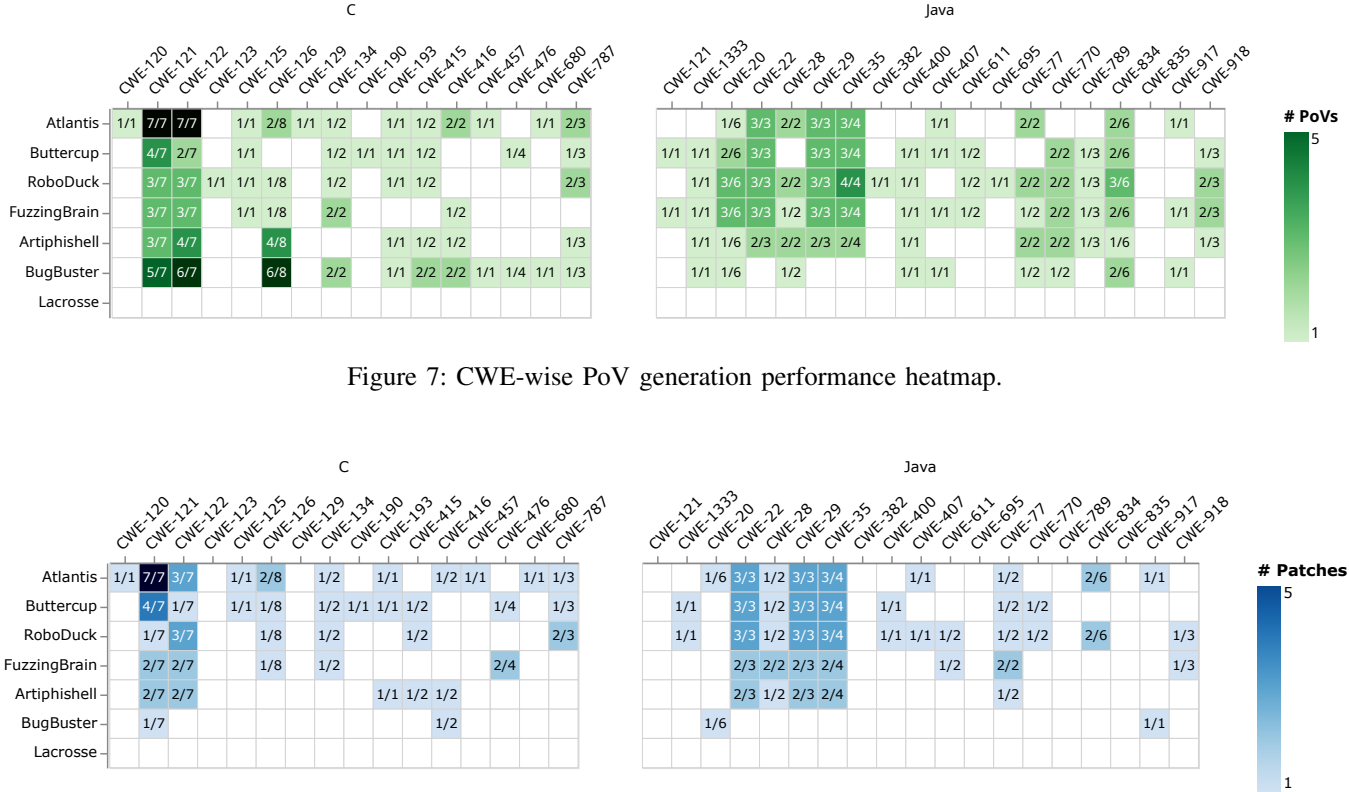 C
Java
CWE-120 CWE-121 CWE-122 CWE-123 CWE-125 CWE-126 CWE-129 CWE-134 CWE-190 CWE-193 CWE-415 CWE-416 CWE-457 CWE-476 CWE-680 CWE-787
CWE-121 CWE-1333 CWE-20 CWE-22 CWE-28 CWE-29 CWE-35 CWE-382 CWE-400 CWE-407 CWE-611 CWE-695 CWE-77 CWE-770 CWE-789 CWE-834 CWE-835 CWE-917 CWE-918
Atlantis 1/1 7/7 7/7 1/1 2/8 1/1 1/2 1/1 1/2 2/2 1/1 1/1 2/3 1/6 3/3 2/2 3/3 3/4 1/1 2/2 2/6 1/1
Buttercup 4/7 2/7 1/1 1/2 1/1 1/1 1/2 1/4 1/3 1/1 1/1 2/6 3/3 3/3 3/4 1/1 1/1 1/2 2/2 1/3 2/6 1/3
RoboDuck 3/7 3/7 1/1 1/1 1/8 1/2 1/1 1/2 2/3 1/1 3/6 3/3 2/2 3/3 4/4 1/1 1/1 1/2 1/1 2/2 2/2 1/3 3/6 2/3
FuzzingBrain 3/7 3/7 1/1 1/8 2/2 1/2 1/1 1/1 3/6 3/3 1/2 3/3 3/4 1/1 1/1 1/2 1/2 2/2 1/3 2/6 1/1 2/3
Artiphishell 3/7 4/7 4/8 1/1 1/2 1/2 1/3 1/1 1/6 2/3 2/2 2/3 2/4 1/1 2/2 2/2 1/3 1/6 1/3
BugBuster 5/7 6/7 6/8 2/2 1/1 2/2 2/2 1/1 1/4 1/1 1/3 1/1 1/6 1/2 1/1 1/1 1/2 1/2 2/6 1/1
Lacrosse
# PoVs
5
1
Figure 7: CWE-wise PoV generation performance heatmap.
C
Java
CWE-120 CWE-121 CWE-122 CWE-123 CWE-125 CWE-126 CWE-129 CWE-134 CWE-190 CWE-193 CWE-415 CWE-416 CWE-457 CWE-476 CWE-680 CWE-787
CWE-121 CWE-1333 CWE-20 CWE-22 CWE-28 CWE-29 CWE-35 CWE-382 CWE-400 CWE-407 CWE-611 CWE-695 CWE-77 CWE-770 CWE-789 CWE-834 CWE-835 CWE-917 CWE-918
Atlantis 1/1 7/7 3/7 1/1 2/8 1/2 1/1 1/2 1/1 1/1 1/3 1/6 3/3 1/2 3/3 3/4 1/1 1/2 2/6 1/1
Buttercup 4/7 1/7 1/1 1/8 1/2 1/1 1/1 1/2 1/4 1/3 1/1 3/3 1/2 3/3 3/4 1/1 1/2 1/2
RoboDuck 1/7 3/7 1/8 1/2 1/2 2/3 1/1 3/3 1/2 3/3 3/4 1/1 1/1 1/2 1/2 1/2 2/6 1/3
FuzzingBrain 2/7 2/7 1/8 1/2 2/4 2/3 2/2 2/3 2/4 1/2 2/2 1/3
Artiphishell 2/7 2/7 1/1 1/2 1/2 2/3 1/2 2/3 2/4 1/2
BugBuster 1/7 1/2 1/6 1/1
Lacrosse
# Patches
5
1